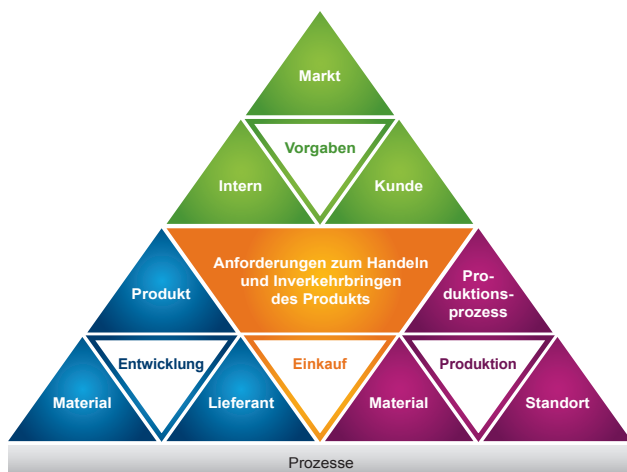 Markt
Vorgaben
Intern
Kunde
Anforderungen zum Handeln
und Inverkehrbringen
des Produkts
Produkt
Pro-
duktions-
prozess
Entwicklung
Einkauf
Produktion
Material
Lieferant
Material
Standort
Prozesse